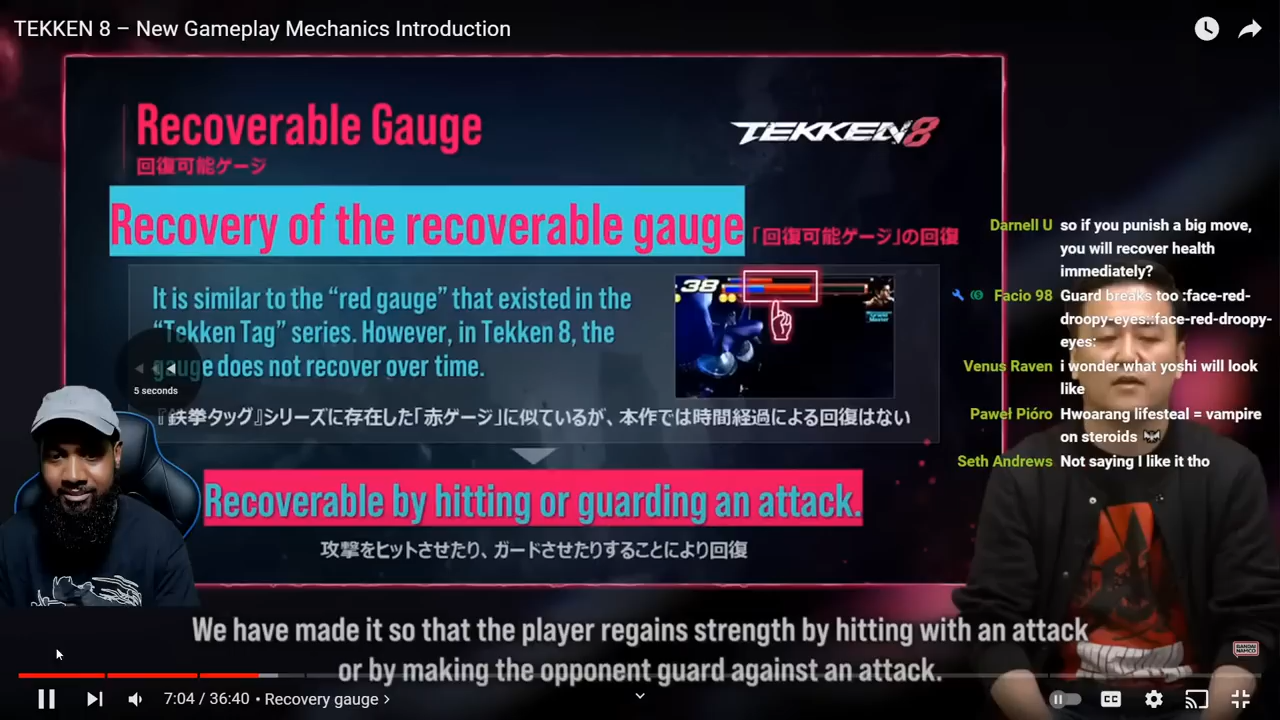 TEKKEN 8 – New Gameplay Mechanics Introduction
Recoverable Gauge
回復可能ゲージ
TEKKEN 8
Recovery of the recoverable gauge
「回復可能ゲージ」の回復
It is similar to the “red gauge” that existed in the
“Tekken Tag” series. However, in Tekken 8, the
gauge does not recover over time.
38
5 seconds
『鉄拳タッグ』シリーズに存在した「赤ゲージ」に似ているが、本作では時間経過による回復はない
Recoverable by hitting or guarding an attack.
攻撃をヒットさせたり、ガードさせたりすることにより回復
Darnell U so if you punish a big move,
you will recover health
immediately?
Facio 98 Guard breaks too :face-red-
droopy-eyes::face-red-droopy-
eyes:
Venus Raven i wonder what yoshi will look
like
Paweł Pióro Hwoarang lifesteal = vampire
on steroids
Seth Andrews Not saying I like it tho
We have made it so that the player regains strength by hitting with an attack
or by making the opponent guard against an attack.
BANDAI
NAMCO
7:04 / 36:40 • Recovery gauge >
CC